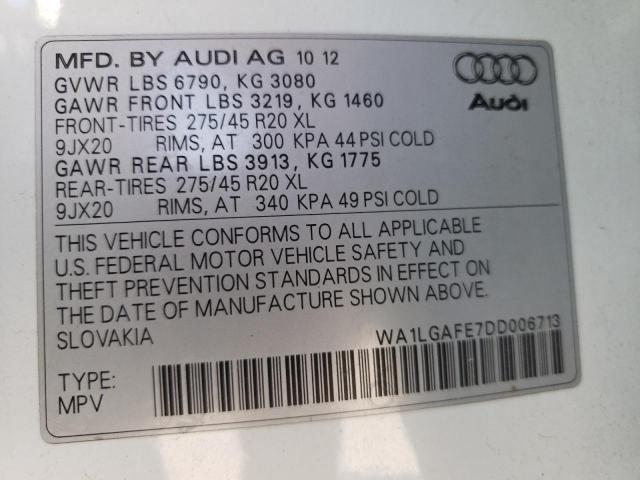 MFD. BY AUDI AG 10 12
GVWR LBS 6790, KG 3080
GAWR FRONT LBS 3219, KG 1460
FRONT-TIRES 275/45 R20 XL
9JX20 RIMS, AT 300 KPA 44 PSI COLD
GAWR REAR LBS 3913, KG 1775
REAR-TIRES 275/45 R20 XL
9JX20 RIMS, AT 340 KPA 49 PSI COLD
Audi
THIS VEHICLE CONFORMS TO ALL APPLICABLE
U.S. FEDERAL MOTOR VEHICLE SAFETY AND
THEFT PREVENTION STANDARDS IN EFFECT ON
THE DATE OF MANUFACTURE SHOWN ABOVE.
SLOVAKIA
WA1LGAFE7DD006713
TYPE:
MPV